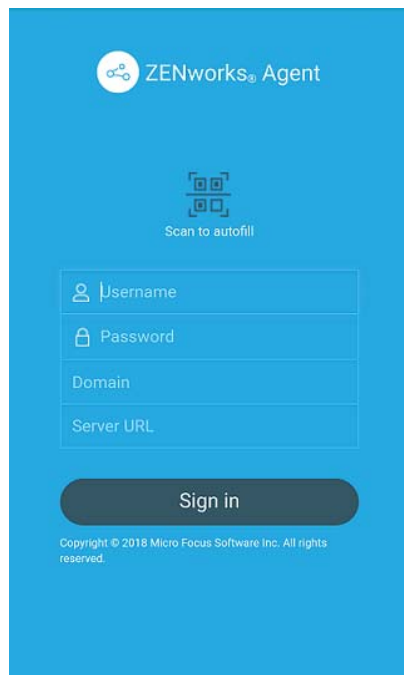 ZENworks® Agent
Scan to autofill
Username
Password
Domain
Server URL
Sign in
Copyright © 2018 Micro Focus Software Inc. All rights
reserved.